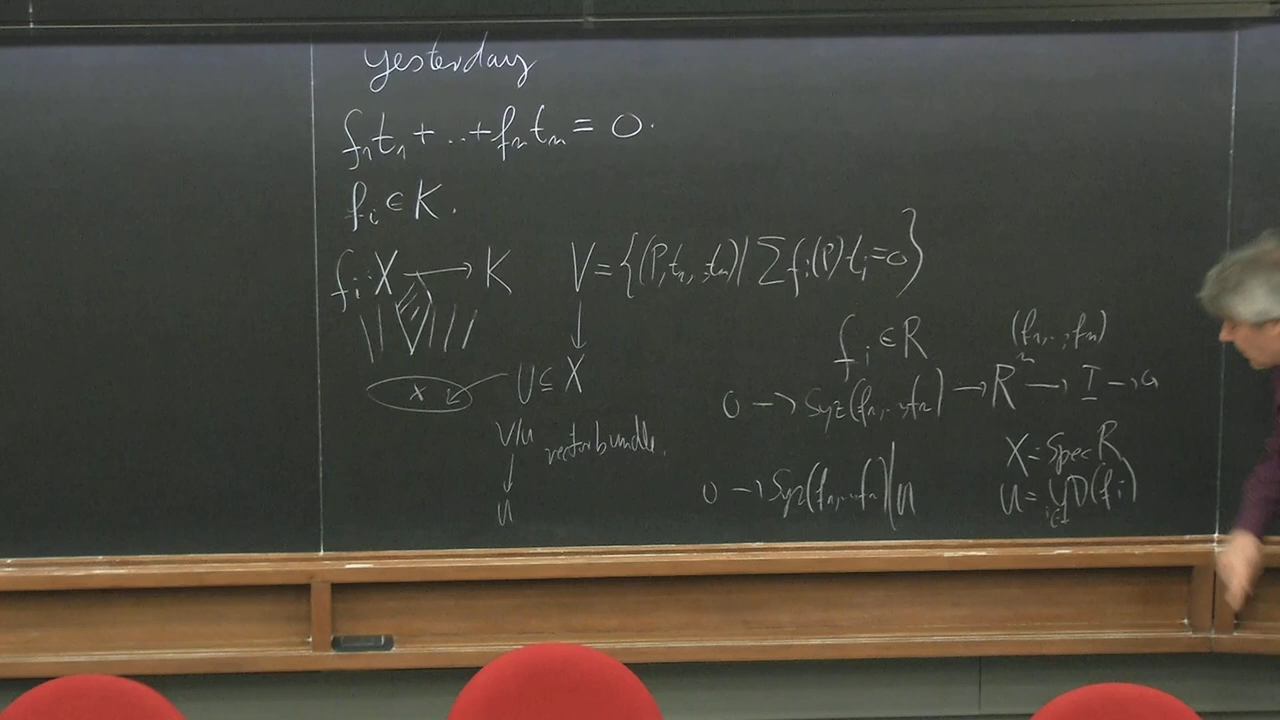 yesterday
f₁t₁ + ... + fₙtₙ = 0.
fᵢ ∈ K.
fᵢ: X → K
V = {(P, t₁, ., tₙ) | ∑ fᵢ(P) tᵢ = 0}
↓
U ⊆ X
x
V/U vector bundle.
↓
U
fᵢ ∈ R
(f₁, .., fₙ)
0 → Syz(f₁, .., fₙ) → Rⁿ → I → 0
X = Spec R
0 → Syz(f₁, .., fₙ)|U
U = ⋃ D(fᵢ)